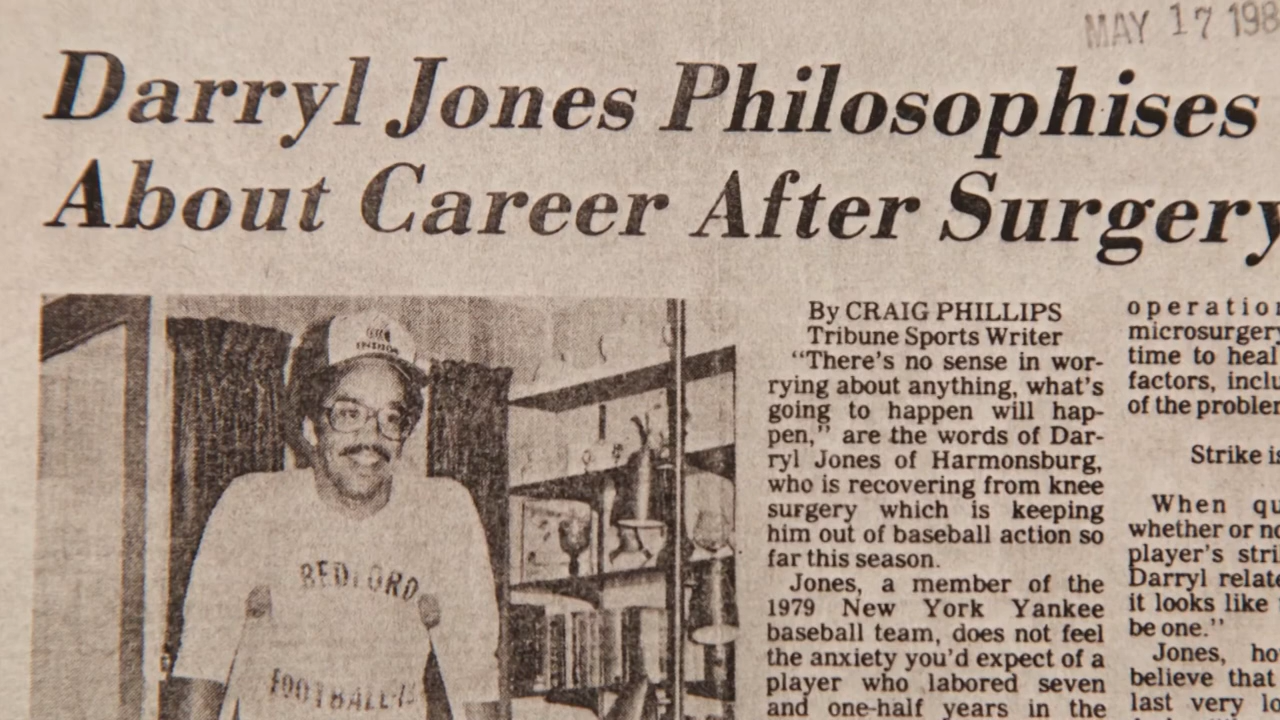 MAY 17 198
Darryl Jones Philosophises
About Career After Surgery
BEDFORD
FOOTBALL
By CRAIG PHILLIPS
Tribune Sports Writer
"There's no sense in wor-
rying about anything, what's
going to happen will hap-
pen," are the words of Dar-
ryl Jones of Harmonsburg,
who is recovering from knee
surgery which is keeping
him out of baseball action so
far this season.
Jones, a member of the
1979 New York Yankee
baseball team, does not feel
the anxiety you'd expect of a
player who labored seven
and one-half years in the
operation
microsurgery
time to heal
factors, inclu
of the problem
Strike is
When qu
whether or no
player's stri
Darryl relate
it looks like
be one."
Jones, ho
believe that
last very lo